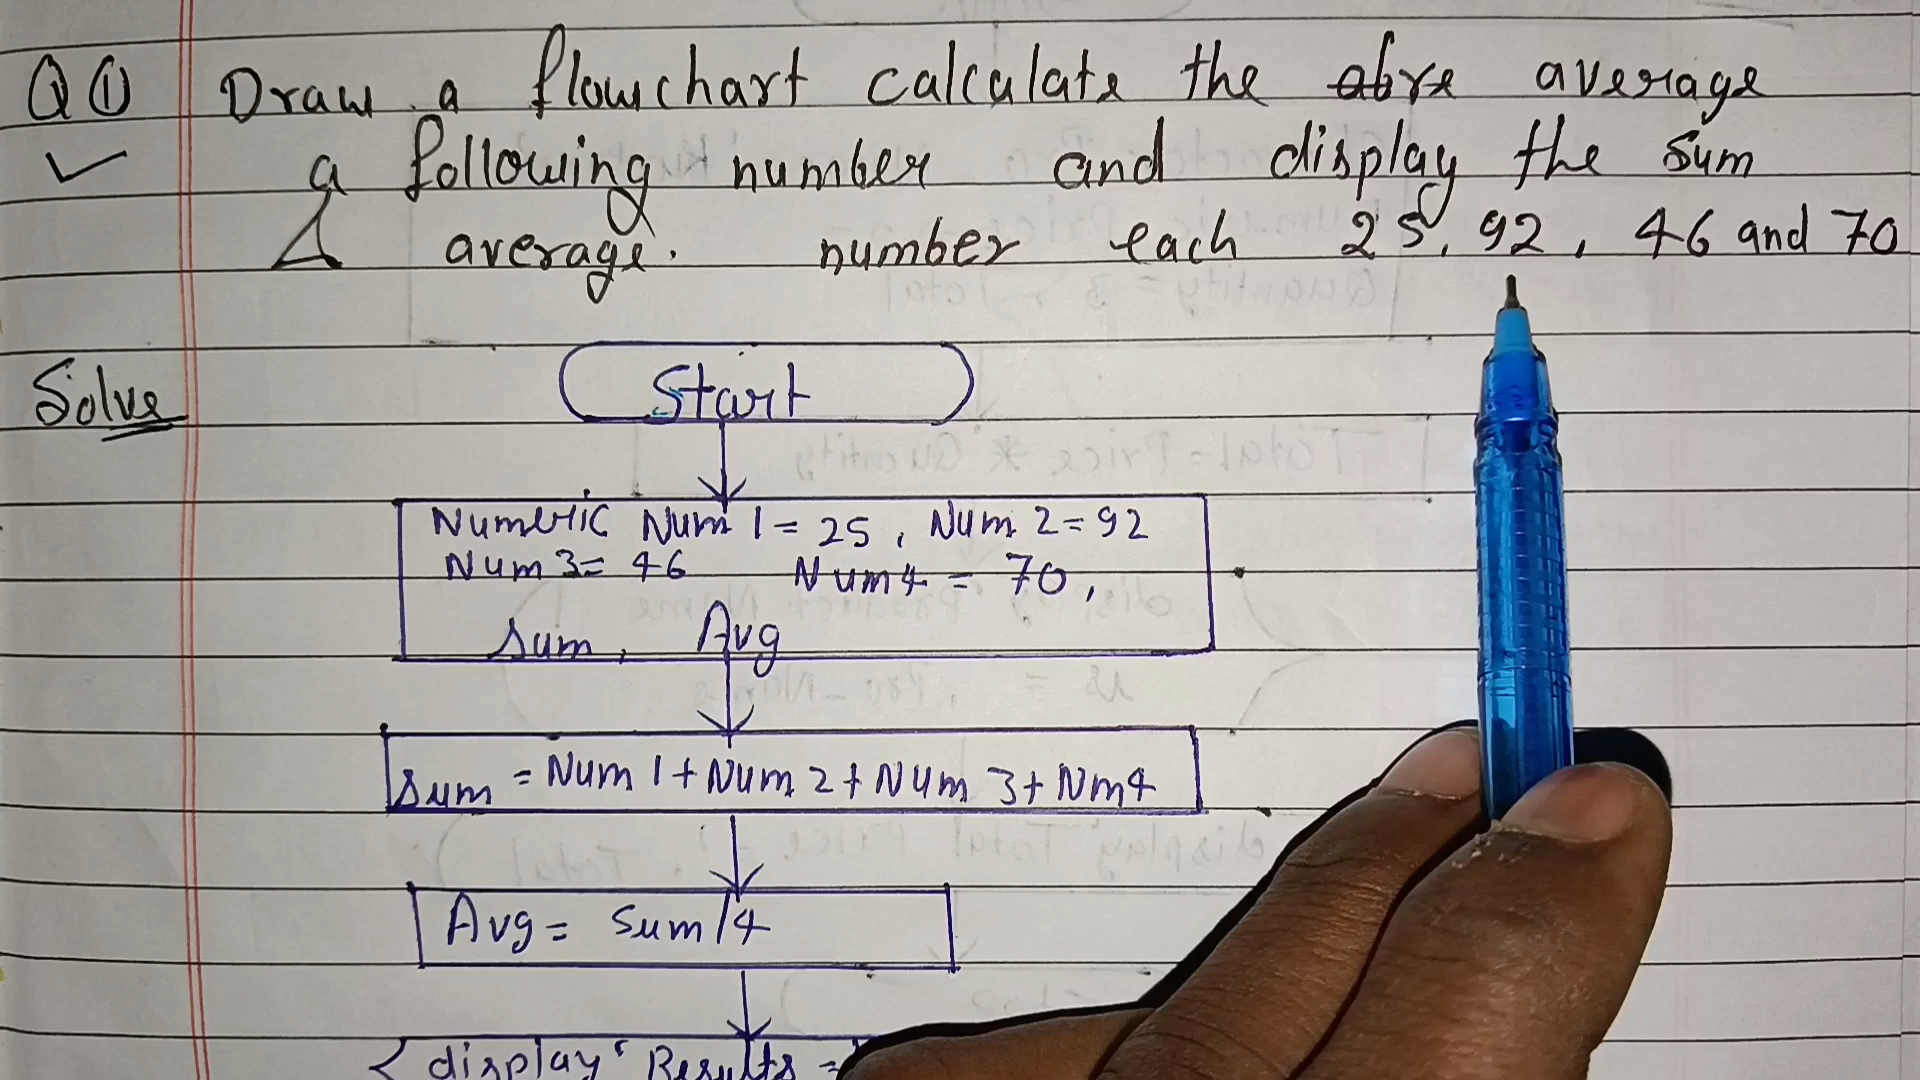 Q ① Draw a flowchart calculate the abre average
a following number and display the sum
& average. number each 25, 92, 46 and 70
Solve
Start
Numeric Num 1 = 25, Num 2 = 92
Num 3 = 46 Num 4 = 70,
Sum, Avg
Sum = Num 1 + Num 2 + Num 3 + Nm4
Avg = Sum / 4
display " Results =